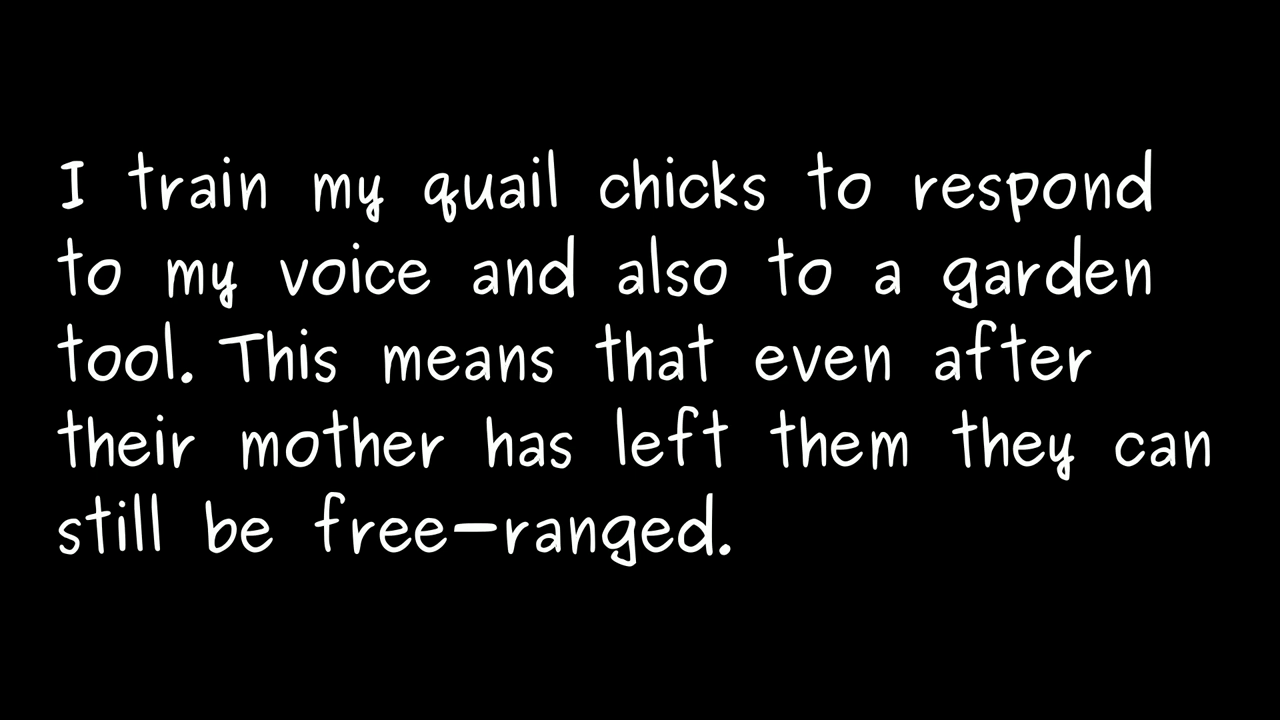 I train my quail chicks to respond
to my voice and also to a garden
tool. This means that even after
their mother has left them they can
still be free-ranged.